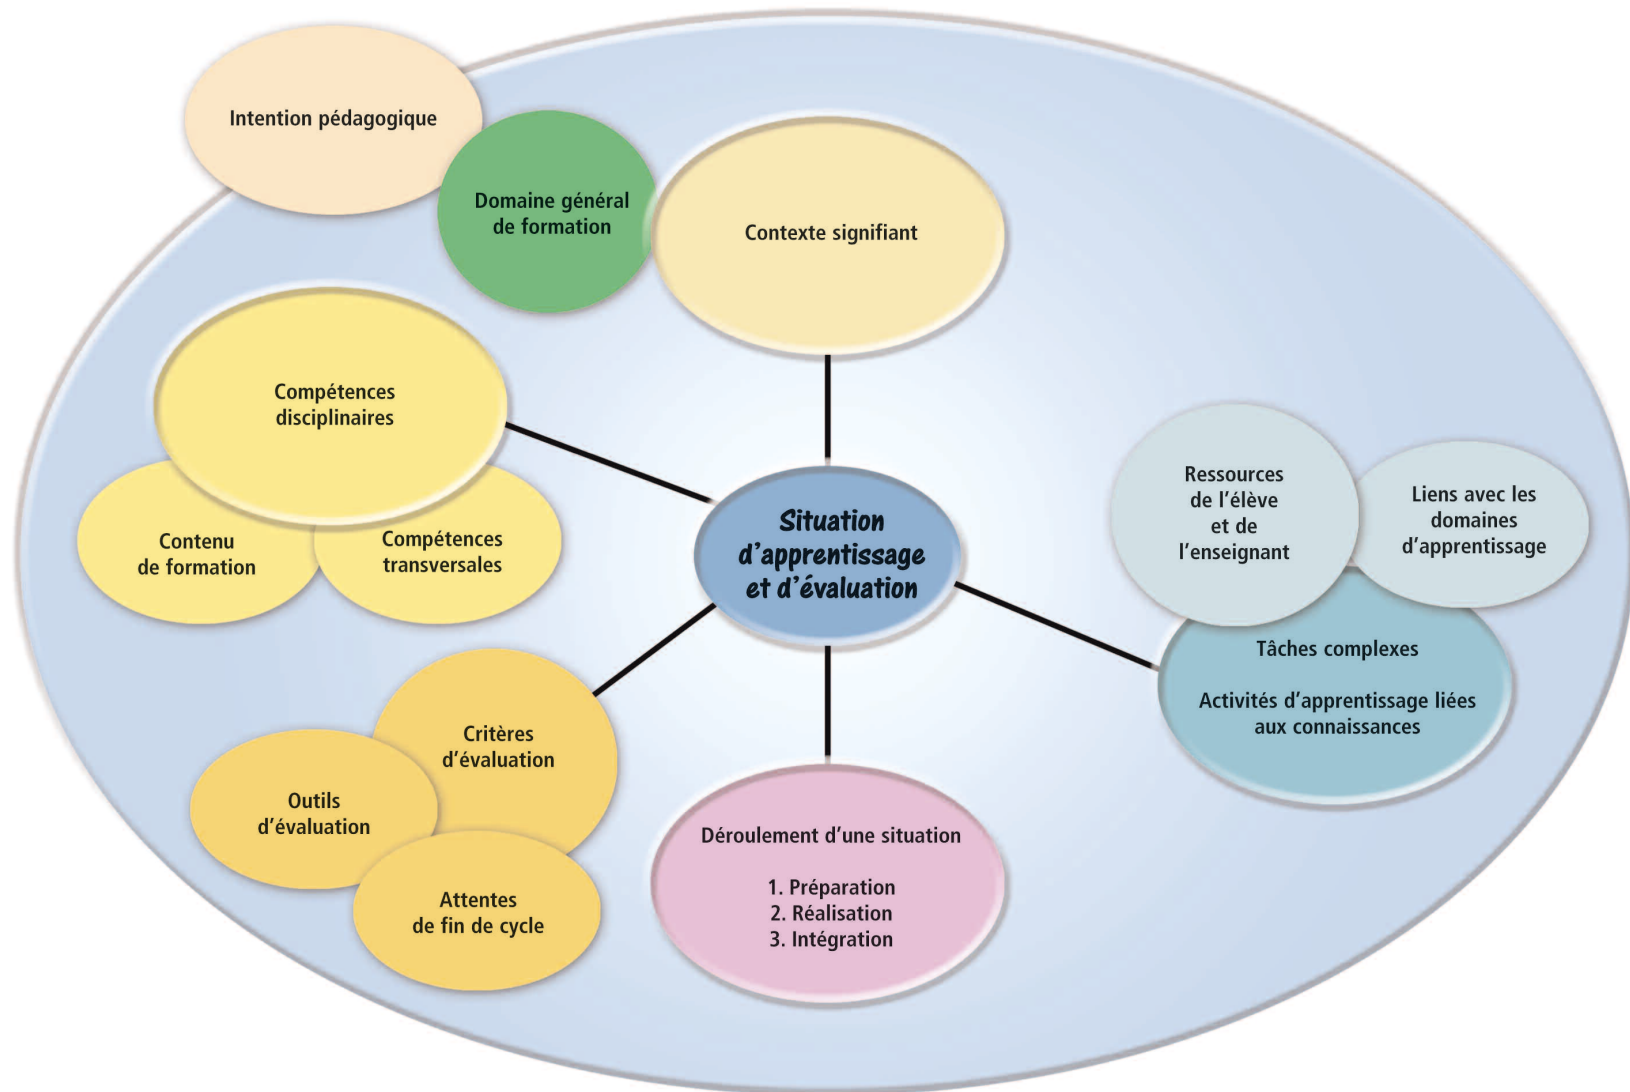 Intention pédagogique
Domaine général
de formation
Contexte signifiant
Compétences
disciplinaires
Contenu
de formation
Compétences
transversales
Situation
d'apprentissage
et d'évaluation
Ressources
de l'élève
et de
l'enseignant
Liens avec les
domaines
d'apprentissage
Tâches complexes
Activités d'apprentissage liées
aux connaissances
Critères
d'évaluation
Outils
d'évaluation
Attentes
de fin de cycle
Déroulement d'une situation
1. Préparation
2. Réalisation
3. Intégration